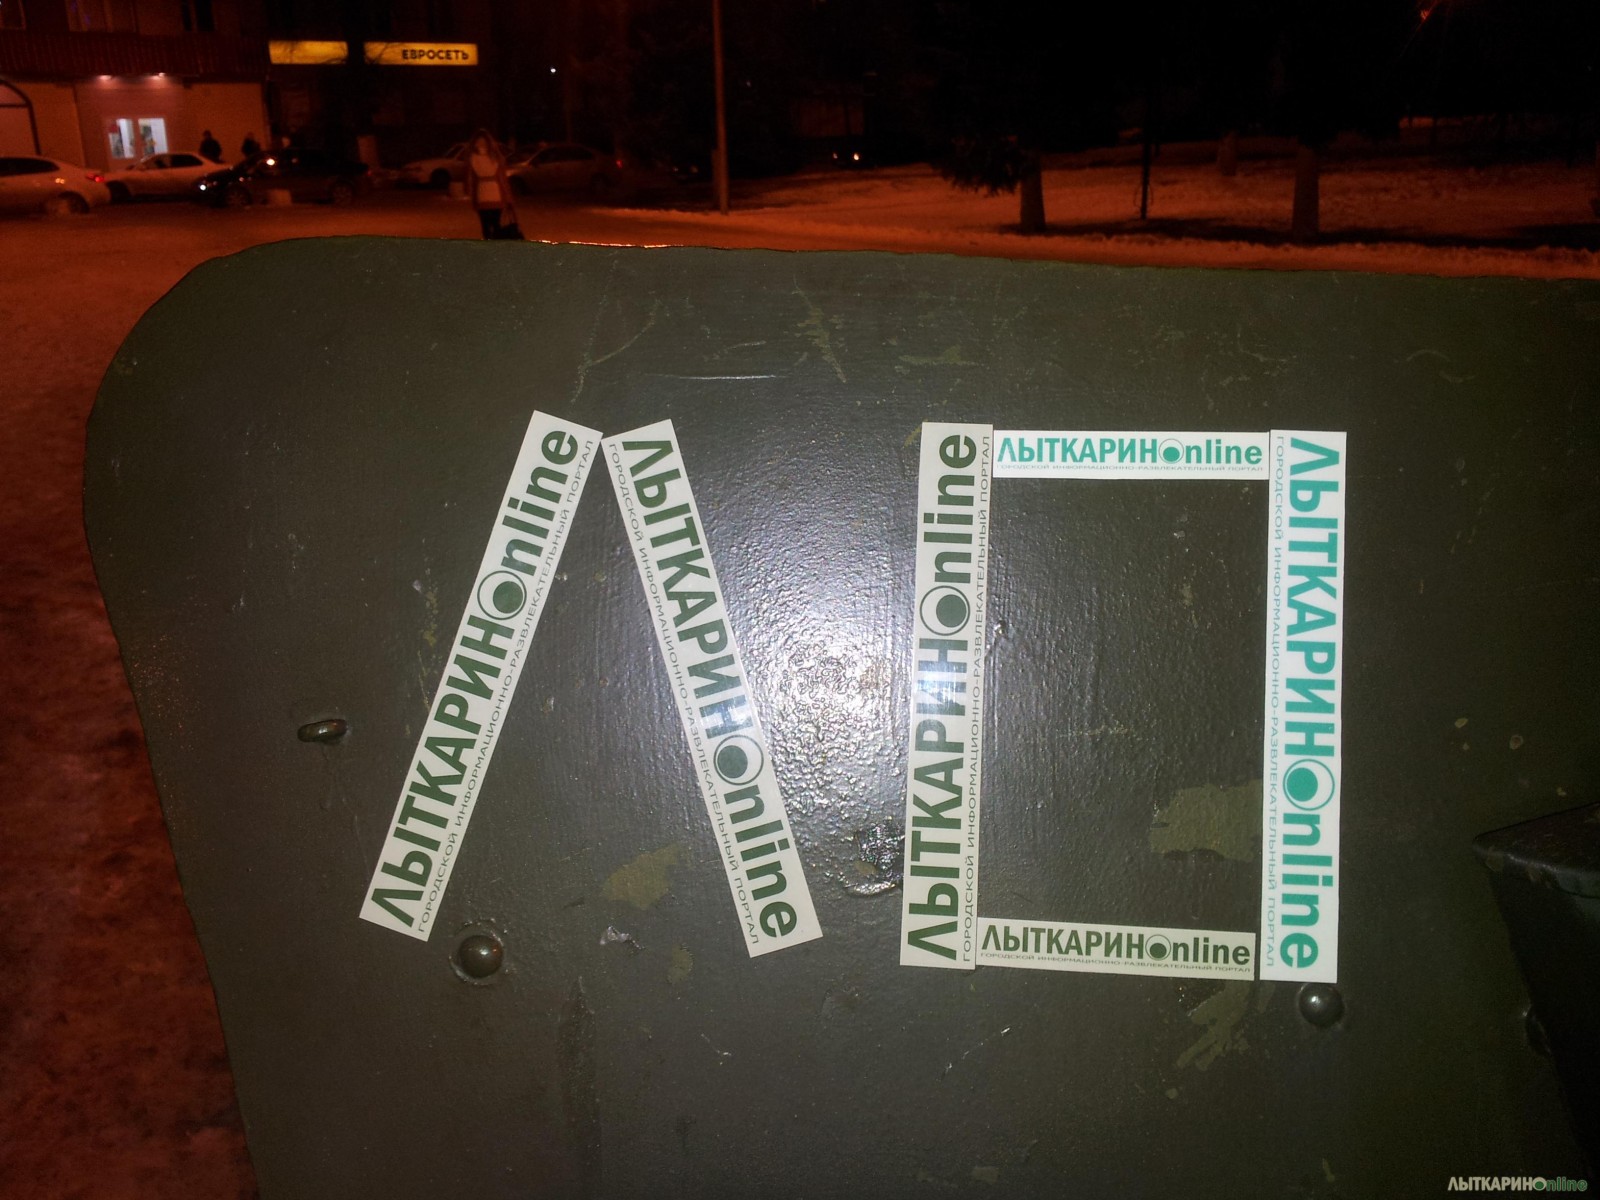 ЕВРОСЕТЬ
ЛЫТКАРИНОnline
ГОРОДСКОЙ ИНФОРМАЦИОННО-РАЗВЛЕКАТЕЛЬНЫЙ ПОРТАЛ
ЛЫТКАРИНОnline
ГОРОДСКОЙ ИНФОРМАЦИОННО-РАЗВЛЕКАТЕЛЬНЫЙ ПОРТАЛ
ЛЫТКАРИНОnline
ГОРОДСКОЙ ИНФОРМАЦИОННО-РАЗВЛЕКАТЕЛЬНЫЙ ПОРТАЛ
ЛЫТКАРИНОnline
ГОРОДСКОЙ ИНФОРМАЦИОННО-РАЗВЛЕКАТЕЛЬНЫЙ ПОРТАЛ
ЛЫТКАРИНОnline
ГОРОДСКОЙ ИНФОРМАЦИОННО-РАЗВЛЕКАТЕЛЬНЫЙ ПОРТАЛ
ЛЫТКАРИНОnline
ГОРОДСКОЙ ИНФОРМАЦИОННО-РАЗВЛЕКАТЕЛЬНЫЙ ПОРТАЛ
ЛЫТКАРИНОnline